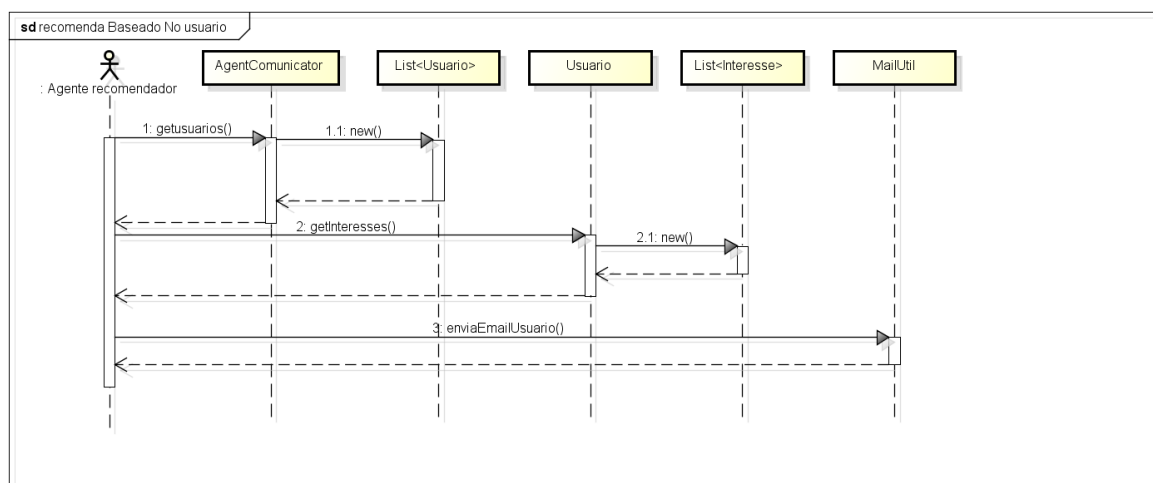 sd recomenda Baseado No usuario
: Agente recomendador
AgentComunicator
List<Usuario>
Usuario
List<Interesse>
MailUtil
1: getusuarios()
1.1: new()
2: getInteresses()
2.1: new()
3: enviaEmailUsuario()